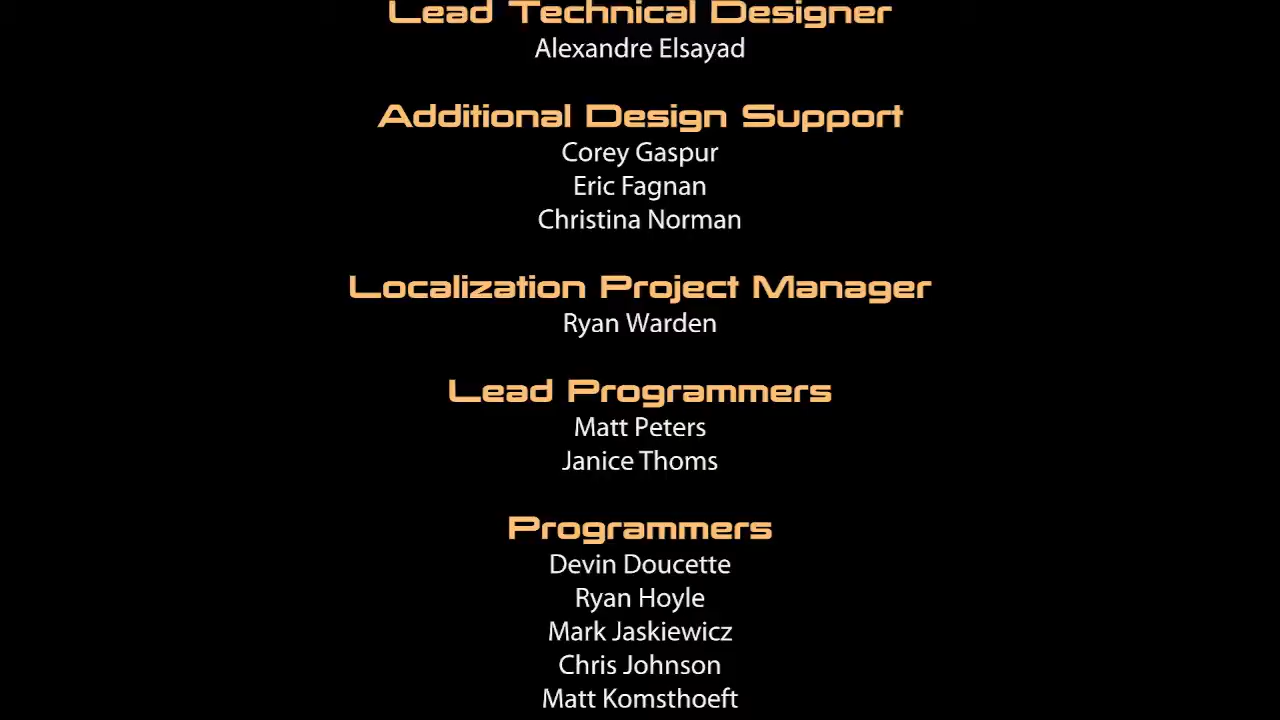 Lead Technical Designer
Alexandre Elsayad
Additional Design Support
Corey Gaspur
Eric Fagnan
Christina Norman
Localization Project Manager
Ryan Warden
Lead Programmers
Matt Peters
Janice Thoms
Programmers
Devin Doucette
Ryan Hoyle
Mark Jaskiewicz
Chris Johnson
Matt Komsthoeft